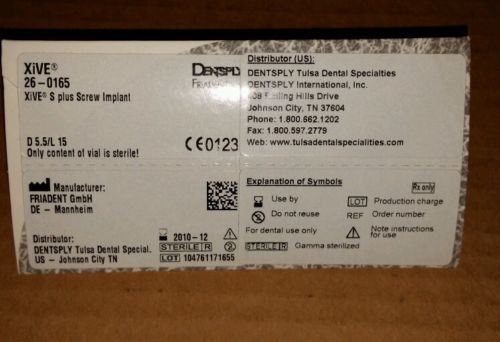 XiVE®
26-0165
XiVE® S plus Screw Implant
DENTSPLY
FRIADENT
D 5.5/L 15
Only content of vial is sterile!
CE0123
Manufacturer:
FRIADENT GmbH
DE - Mannheim
Distributor:
DENTSPLY Tulsa Dental Special.
US - Johnson City TN
2010-12
STERILE R
LOT 104761171655
Distributor (US):
DENTSPLY Tulsa Dental Specialties
DENTSPLY International, Inc.
Hills Drive
Johnson City, TN 37604
Phone: 1.800.662.1202
Fax: 1.800.597.2779
Web: www.tulsadentalspecialities.com
Explanation of Symbols
Rx only
Use by
LOT Production charge
Do not reuse
REF Order number
For dental use only
Note instructions
for use
STERILE R Gamma sterilized